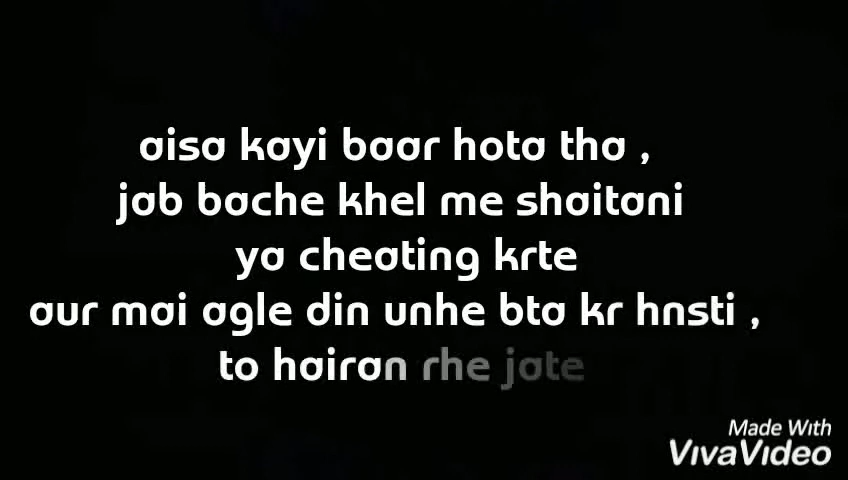 aisa kayi baar hota tha ,
jab bache khel me shaitani
ya cheating krte
aur mai agle din unhe bta kr hnsti ,
to hairan rhe jate
Made With
VivaVideo